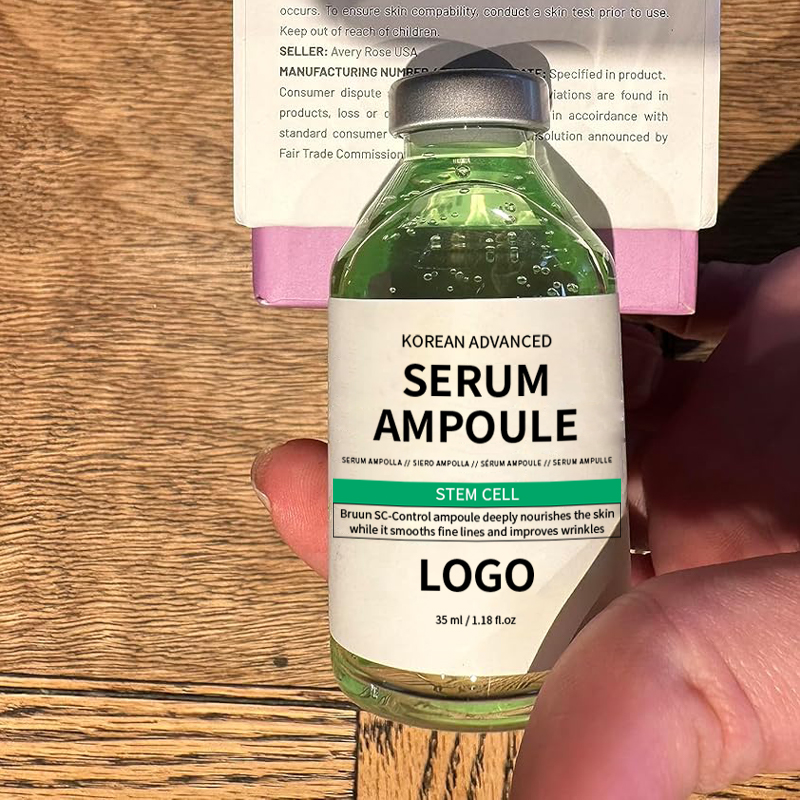 occurs. To ensure skin compability, conduct a skin test prior to use.
Keep out of reach of children.
SELLER: Avery Rose USA
MANUFACTURING NUMBER Specified in product.
Consumer dispute are found in
products, loss or in accoirdance with
standard consumer announced by
Fair Trade Commission
KOREAN ADVANCED
SERUM
AMPOULE
SERUM AMPOLLA // SIERO AMPOLLA // SÉRUM AMPOULE // SERUM AMPULLE
STEM CELL
Bruun SC-Control ampoule deeply nourishes the skin
while it smooths fine lines and improves wrinkles
LOGO
35 ml / 1.18 fl.oz